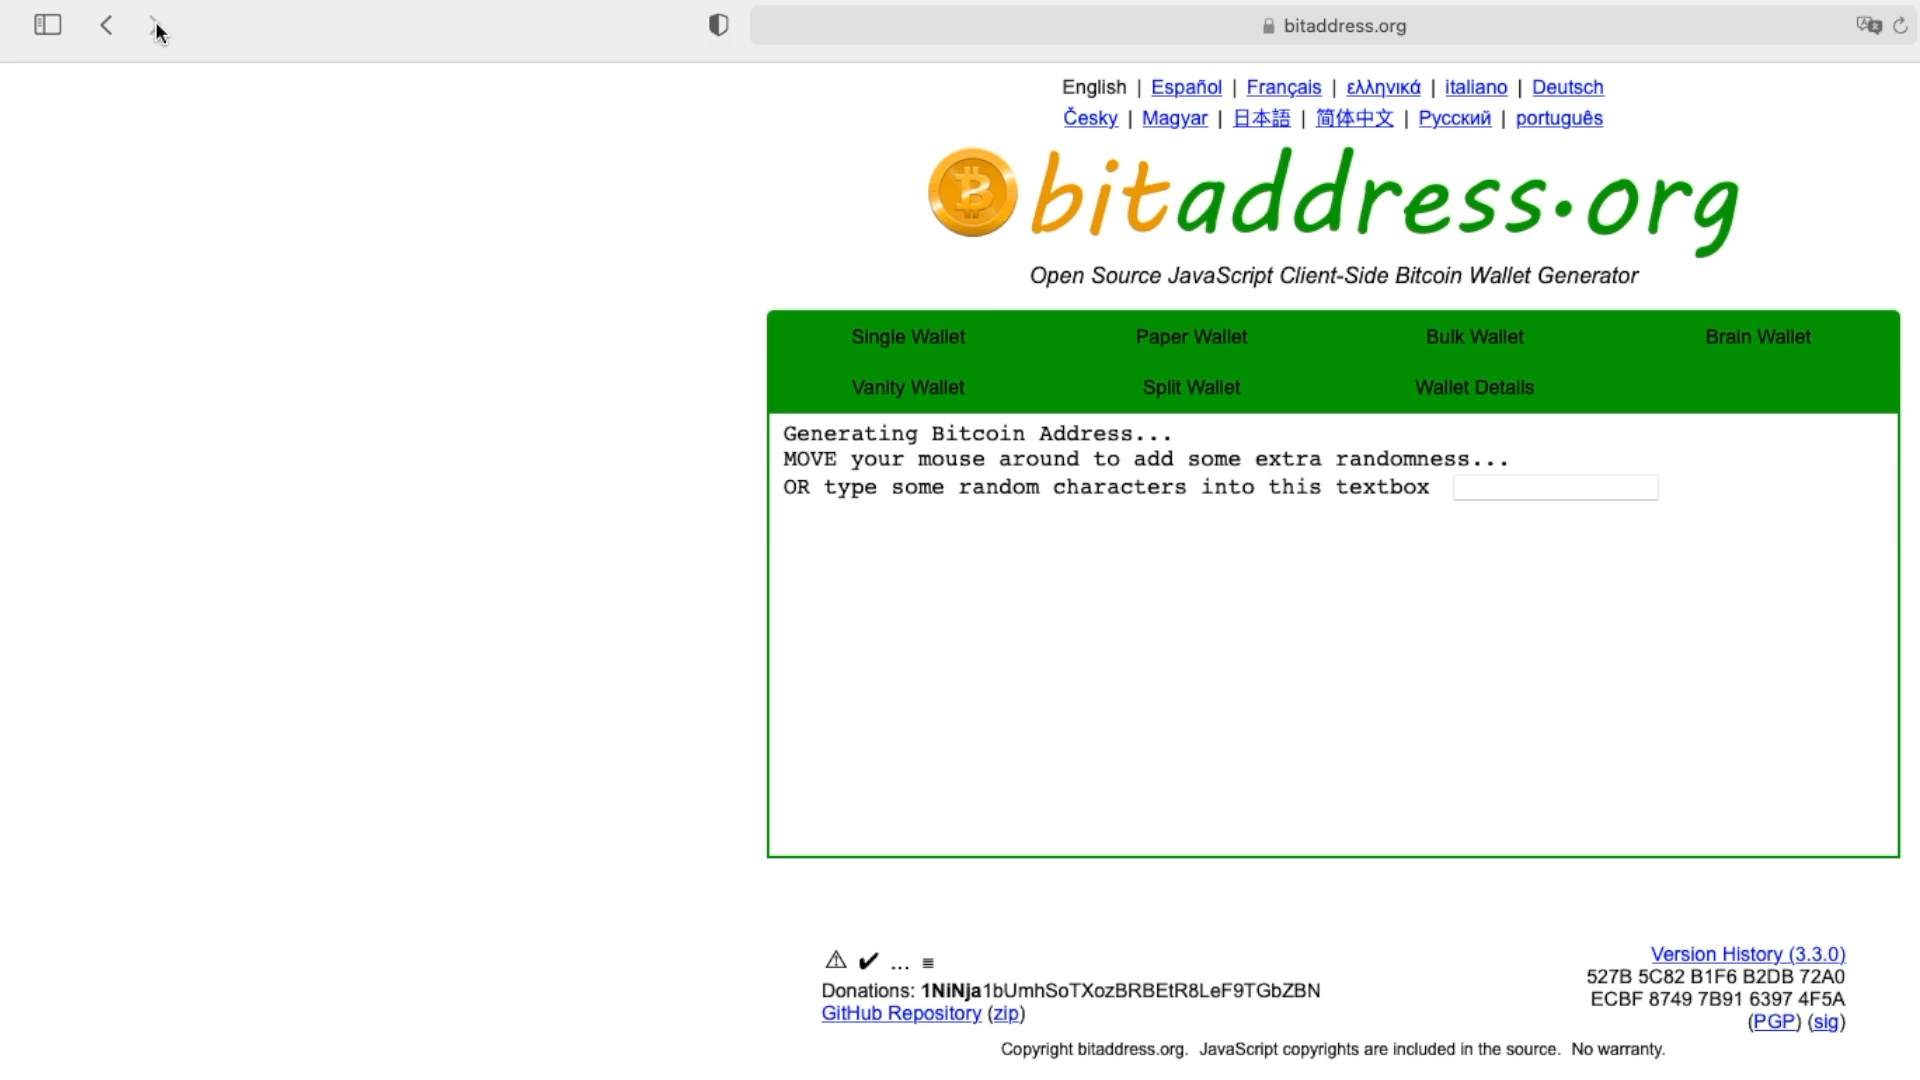 bitaddress.org
English | Español | Français | ελληνικά | italiano | Deutsch
Česky | Magyar | 日本語 | 简体中文 | Русский | português
bitaddress.org
Open Source JavaScript Client-Side Bitcoin Wallet Generator
Single Wallet Paper Wallet Bulk Wallet Brain Wallet
Vanity Wallet Split Wallet Wallet Details
Generating Bitcoin Address...
MOVE your mouse around to add some extra randomness...
OR type some random characters into this textbox
...
Donations: 1NiNja1bUmhSoTXozBRBEtR8LeF9TGbZBN
GitHub Repository (zip)
Version History (3.3.0)
527B 5C82 B1F6 B2DB 72A0
ECBF 8749 7B91 6397 4F5A
(PGP) (sig)
Copyright bitaddress.org. JavaScript copyrights are included in the source. No warranty.